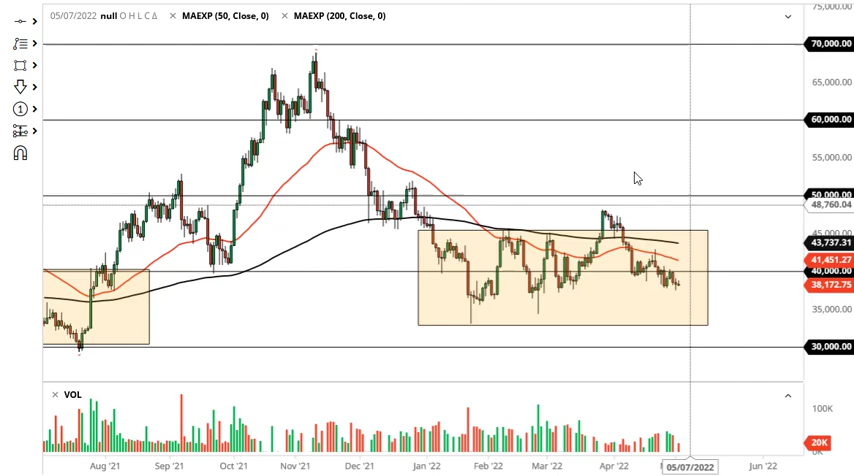 05/07/2022 null O H L C Δ × MAEXP (50, Close, 0) × MAEXP (200, Close, 0)
75,000.00
70,000.00
65,000.00
60,000.00
55,000.00
50,000.00
48,760.04
45,000.00
43,737.31
41,451.27
40,000.00
38,172.75
35,000.00
30,000.00
× VOL
100K
20K
0K
Aug '21 Sep '21 Oct '21 Nov '21 Dec '21 Jan '22 Feb '22 Mar '22 Apr '22 05/07/2022 Jun '22